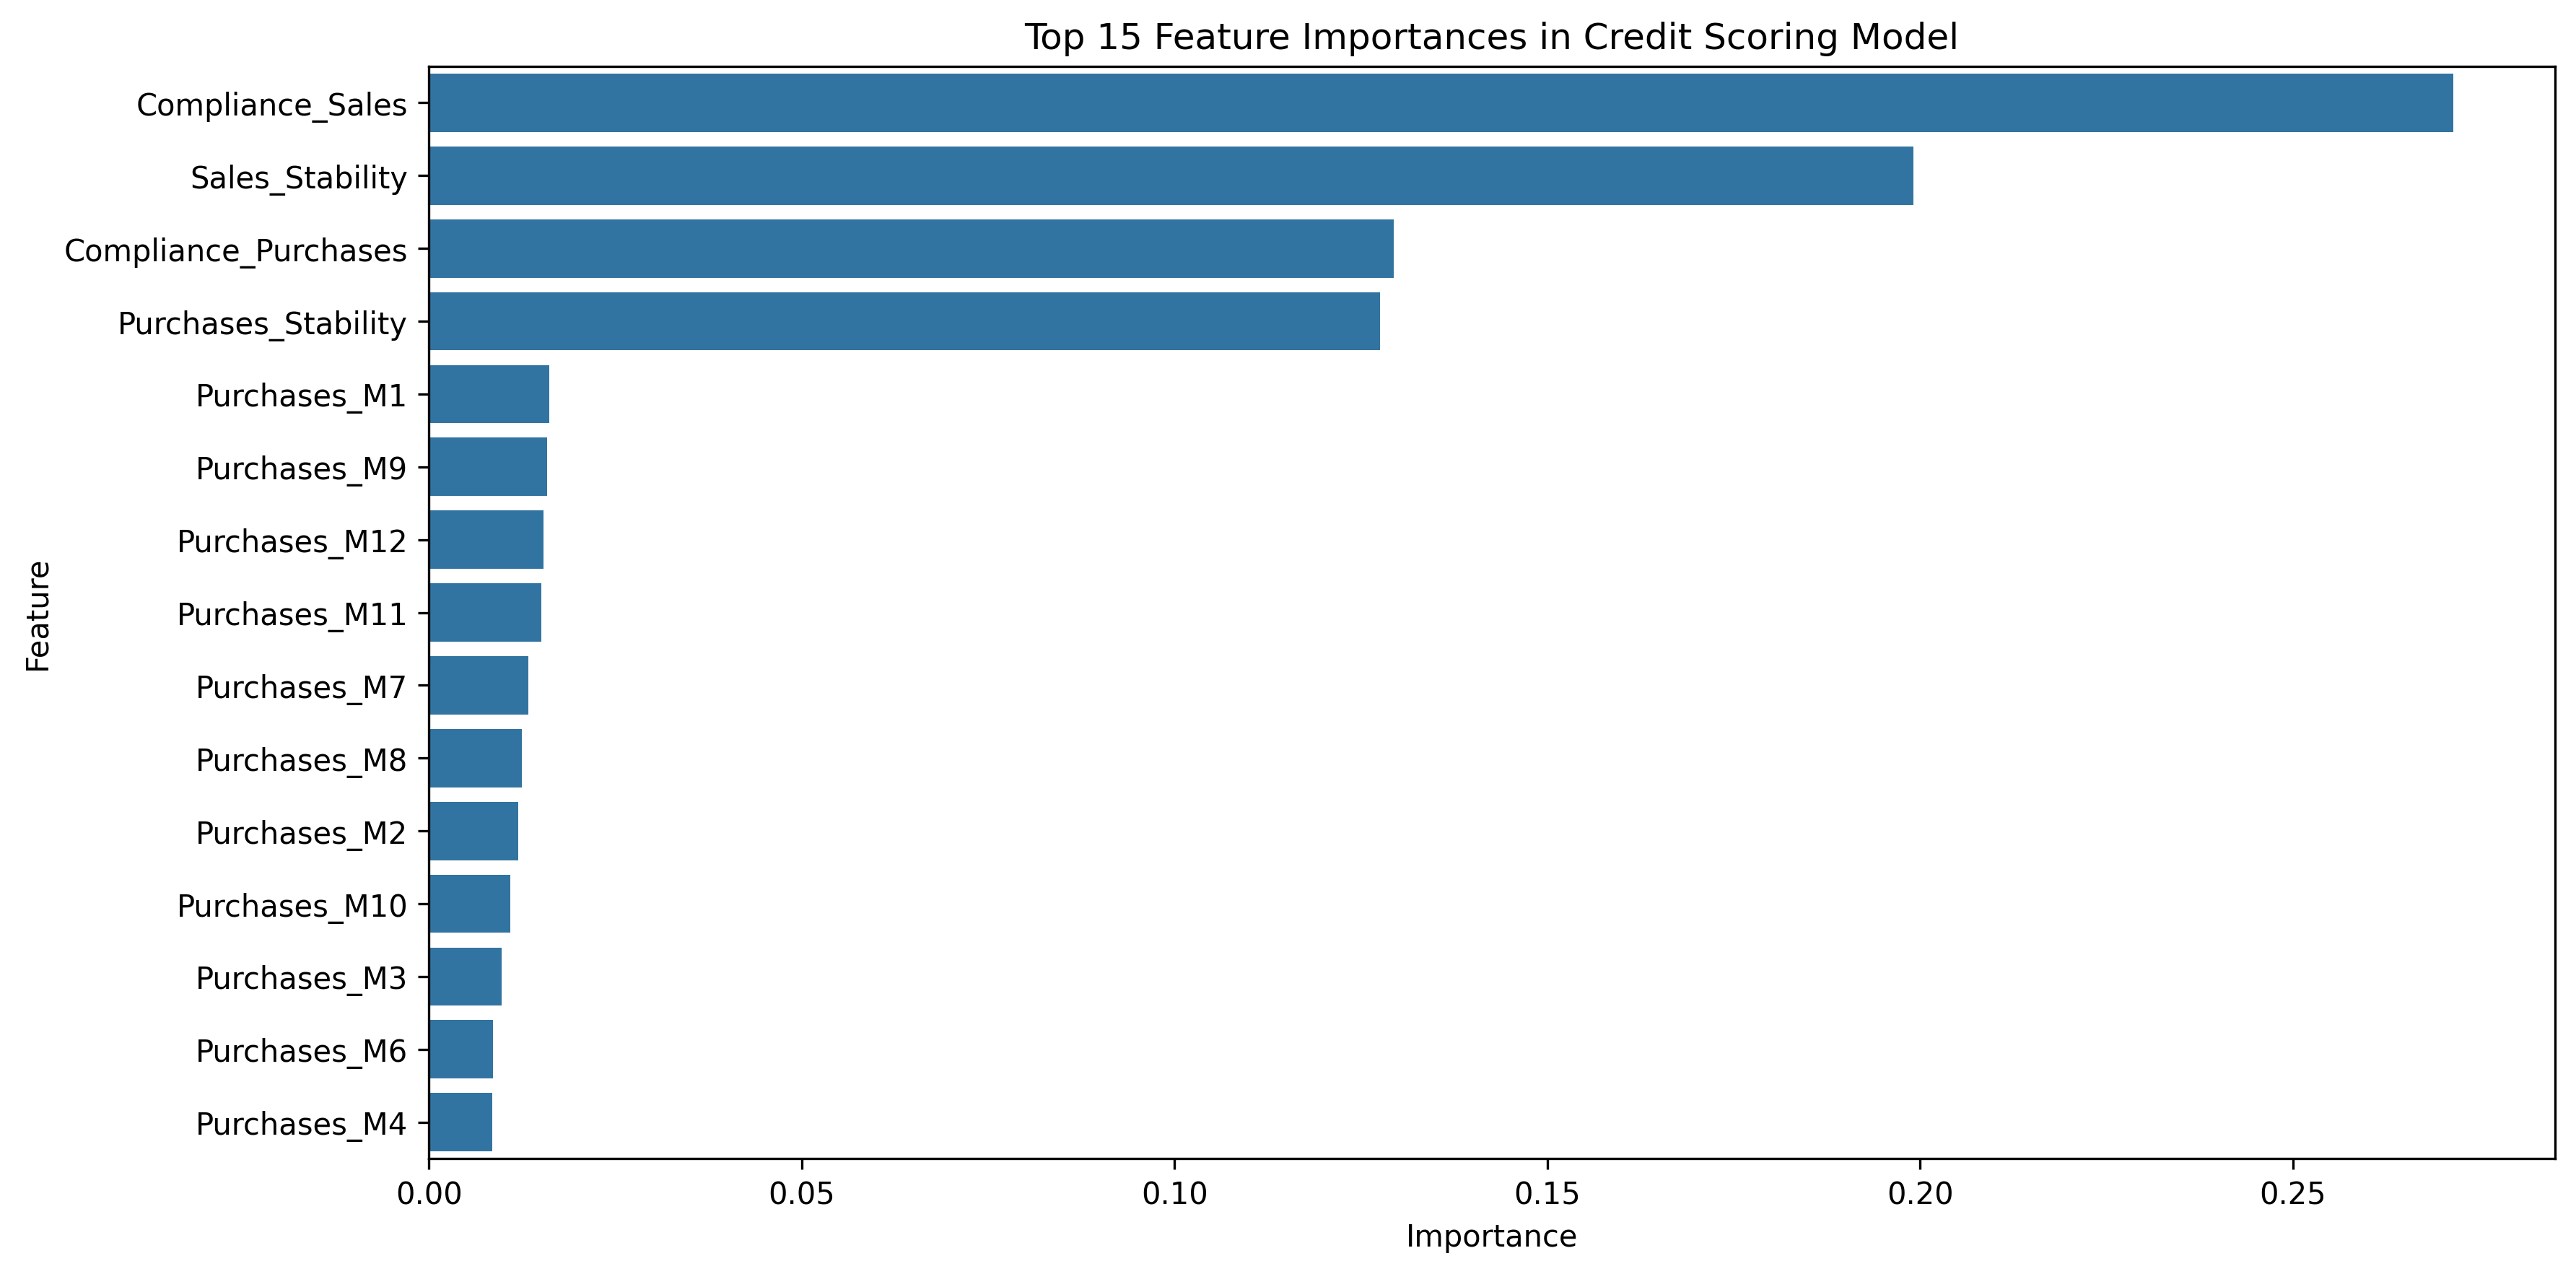 Top 15 Feature Importances in Credit Scoring Model
Compliance_Sales
Sales_Stability
Compliance_Purchases
Purchases_Stability
Purchases_M1
Purchases_M9
Purchases_M12
Purchases_M11
Purchases_M7
Purchases_M8
Purchases_M2
Purchases_M10
Purchases_M3
Purchases_M6
Purchases_M4
Feature
0.00 0.05 0.10 0.15 0.20 0.25
Importance